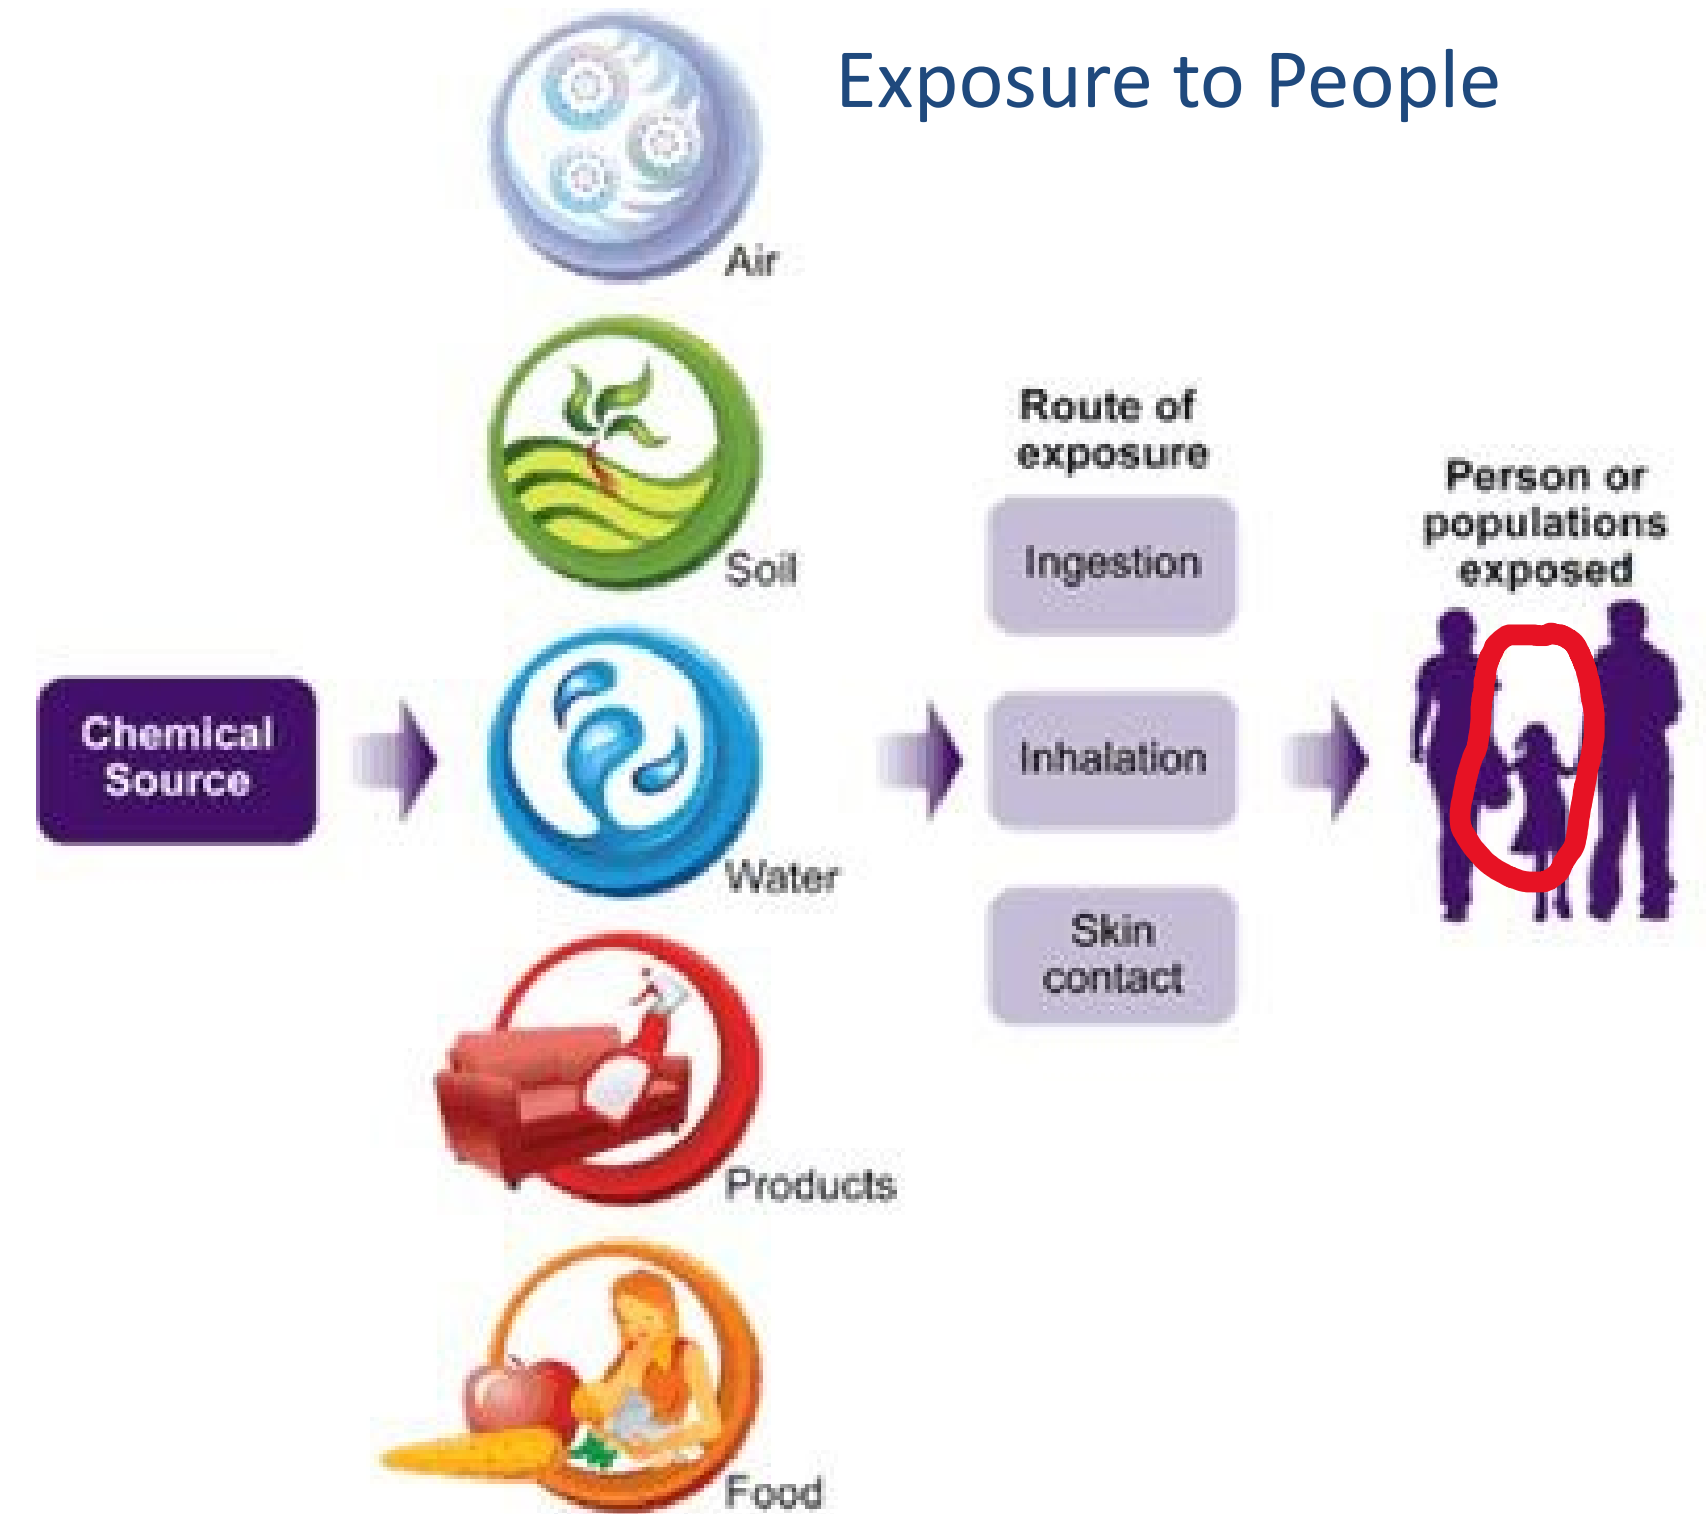 Exposure to People
Air
Soil
Water
Products
Food
Chemical
Source
Route of
exposure
Ingestion
Inhalation
Skin
contact
Person or
populations
exposed